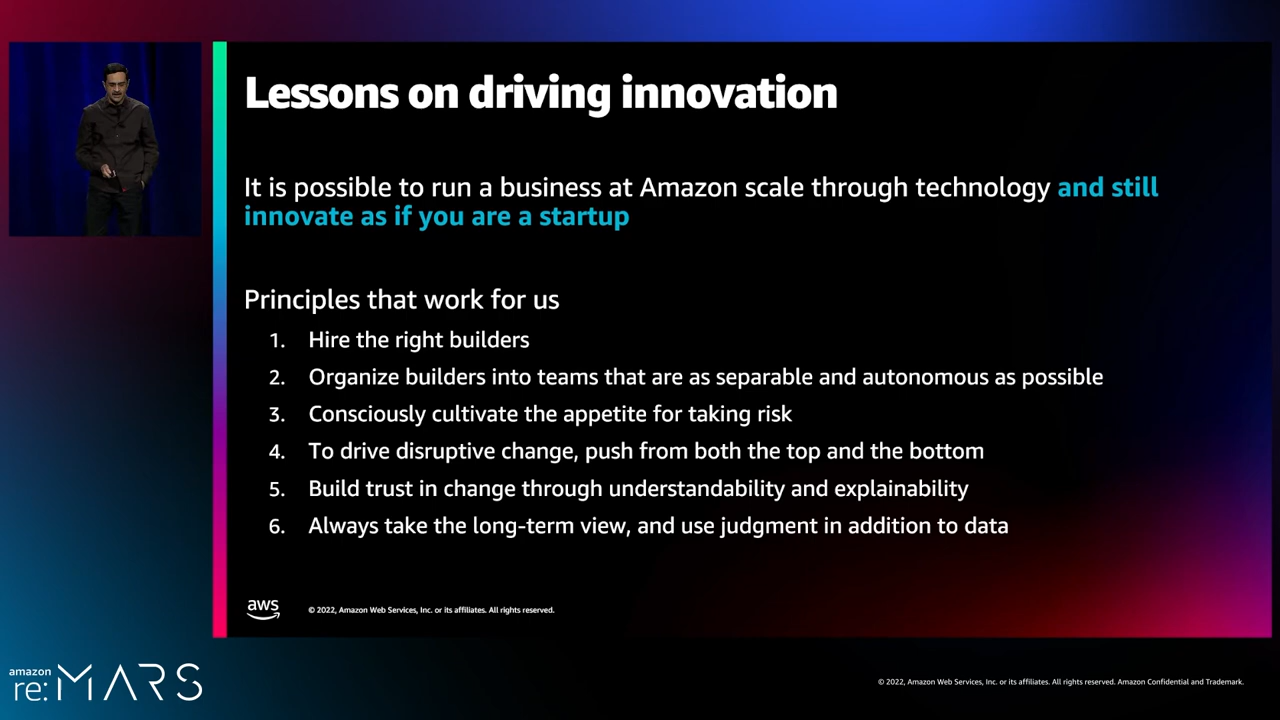 Lessons on driving innovation
It is possible to run a business at Amazon scale through technology and still
innovate as if you are a startup
Principles that work for us
1. Hire the right builders
2. Organize builders into teams that are as separable and autonomous as possible
3. Consciously cultivate the appetite for taking risk
4. To drive disruptive change, push from both the top and the bottom
5. Build trust in change through understandability and explainability
6. Always take the long-term view, and use judgment in addition to data
aws
© 2022, Amazon Web Services, Inc. or its affiliates. All rights reserved.
amazon
re:MARS
© 2022, Amazon Web Services, Inc. or its affiliates. All rights reserved. Amazon Confidential and Trademark.